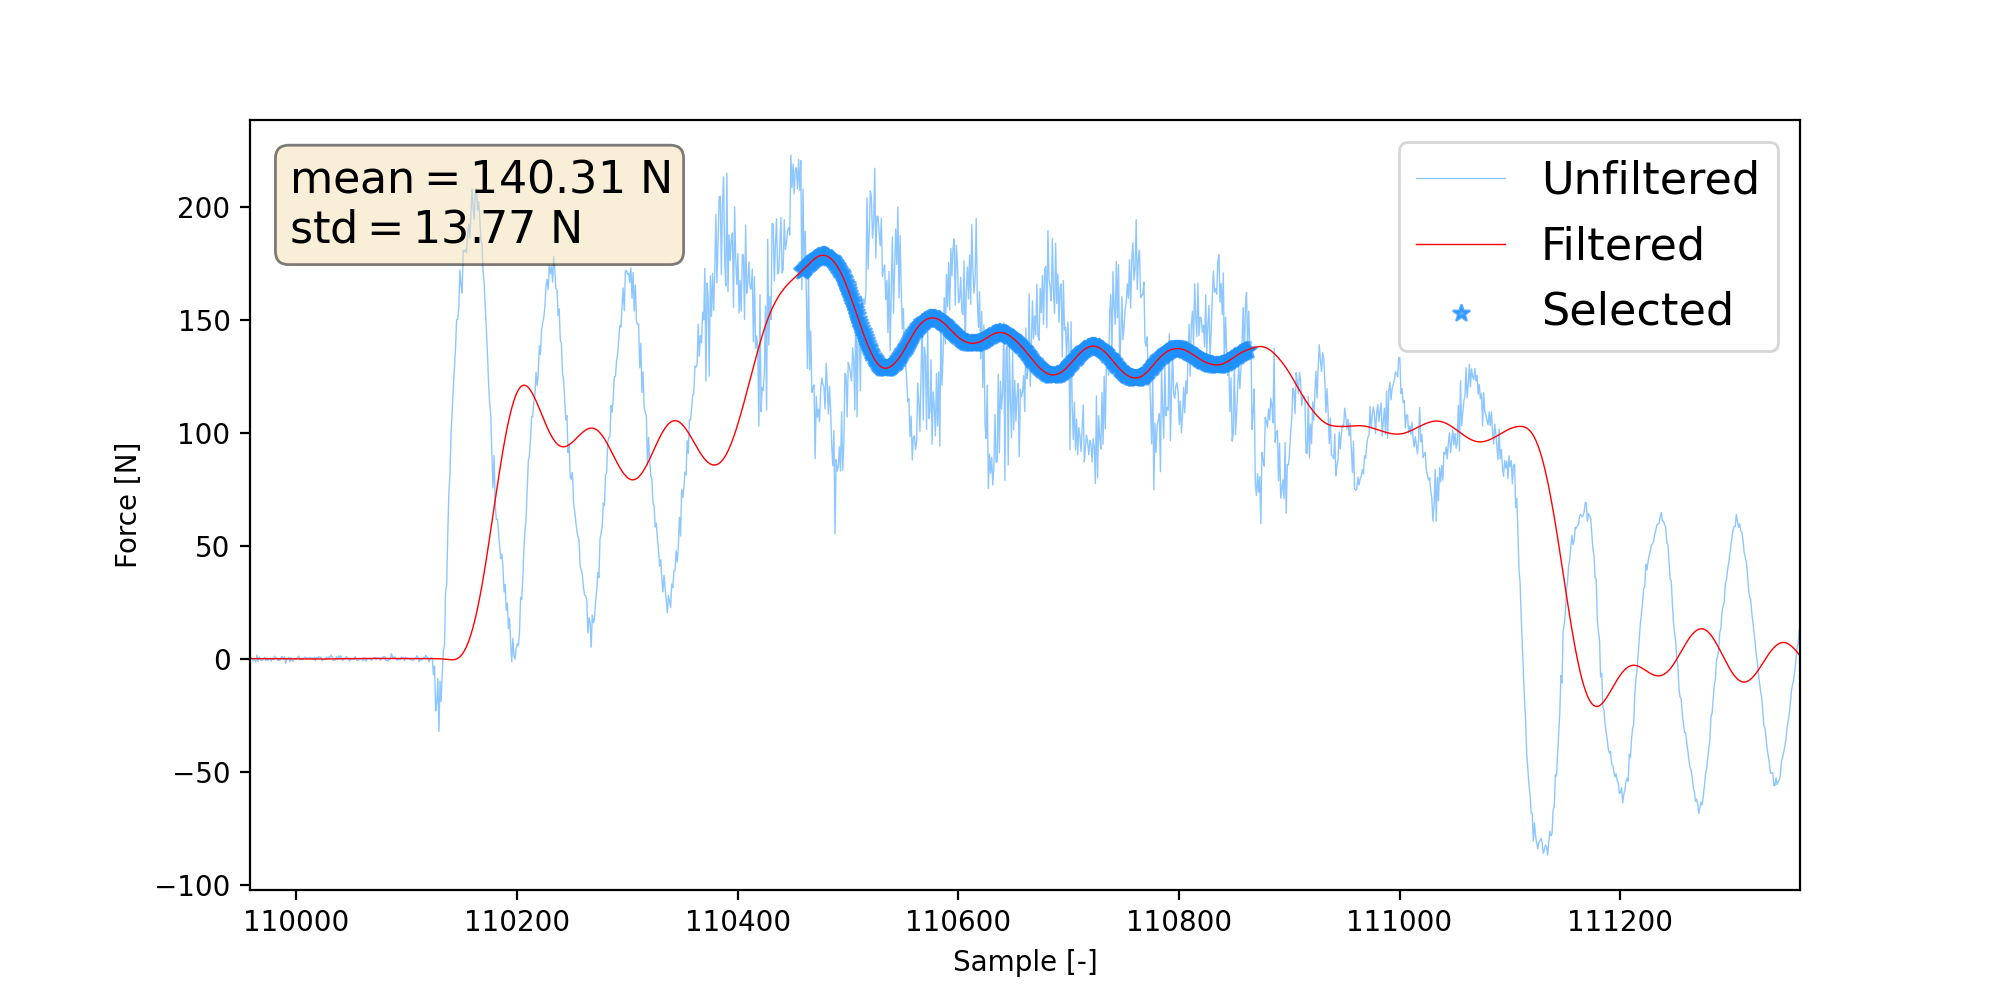 mean = 140.31 N
std = 13.77 N
Unfiltered
Filtered
Selected
Force [N]
200
150
100
50
0
−50
−100
110000 110200 110400 110600 110800 111000 111200
Sample [-]